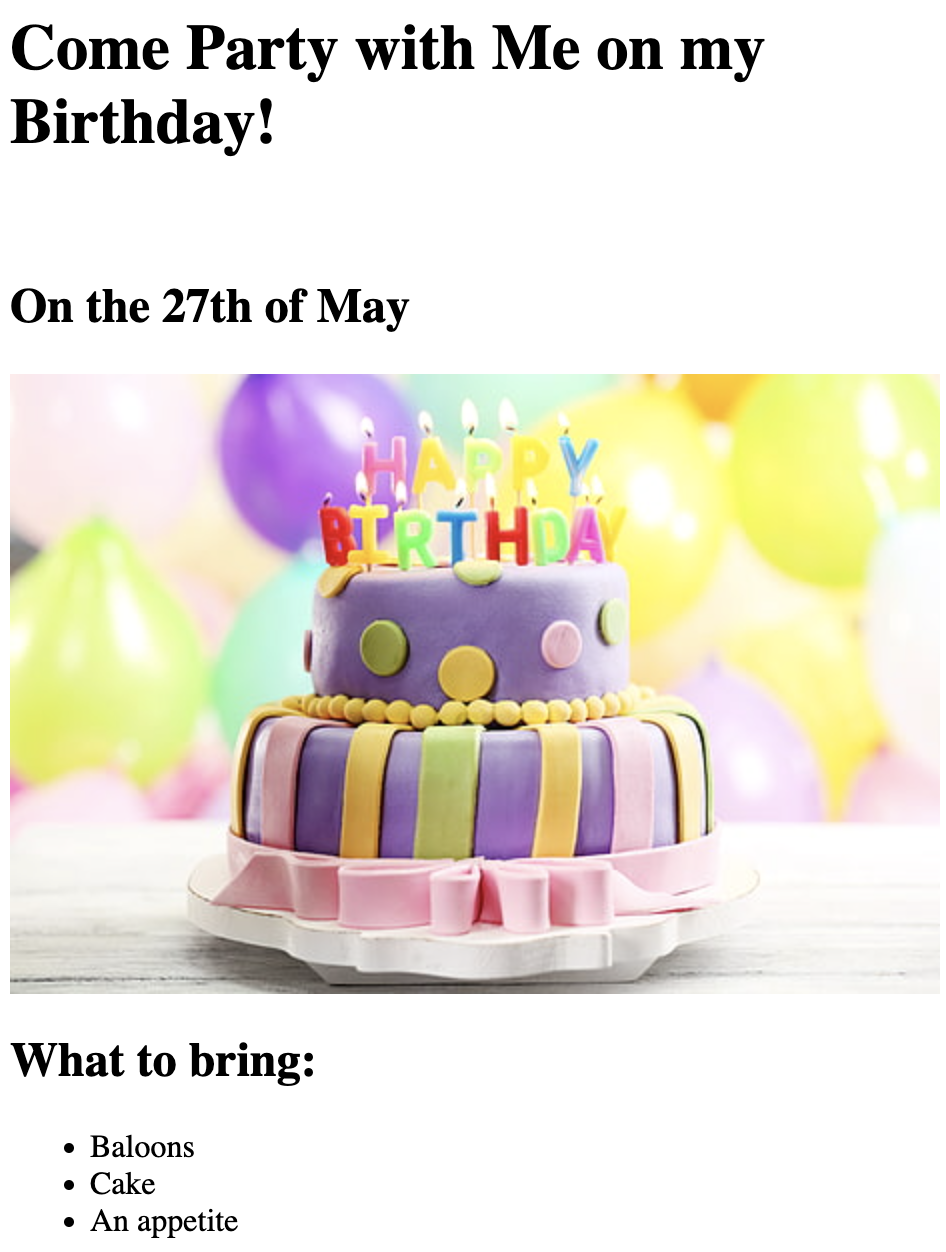 Come Party with Me on my
Birthday!
On the 27th of May
HAPPY
BIRTHDAY
What to bring:
Baloons
Cake
An appetite